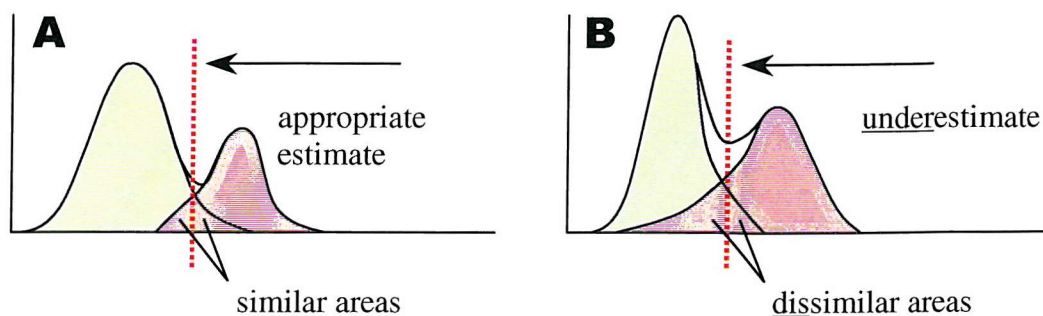 A
appropriate
estimate
similar areas
B
underestimate
dissimilar areas